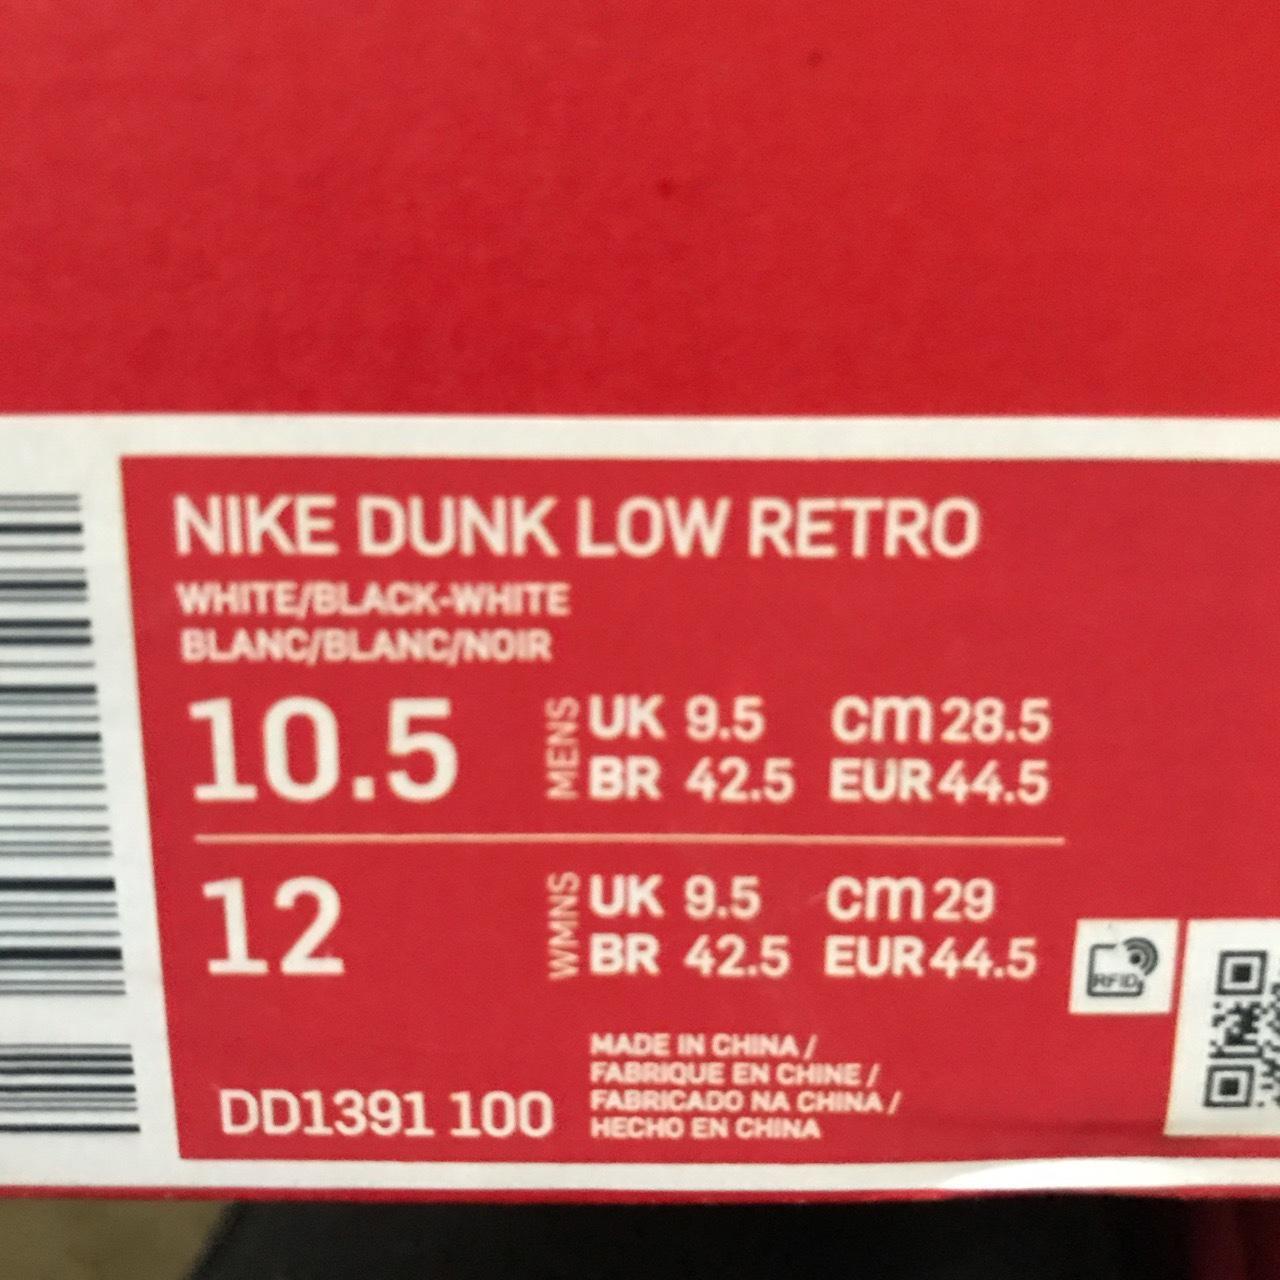 NIKE DUNK LOW RETRO
WHITE/BLACK-WHITE
BLANC/BLANC/NOIR
10.5 MENS UK 9.5 cm 28.5
BR 42.5 EUR 44.5
12 WMNS UK 9.5 cm 29
BR 42.5 EUR 44.5
RFID
MADE IN CHINA /
FABRIQUE EN CHINE /
FABRICADO NA CHINA /
HECHO EN CHINA
DD1391 100